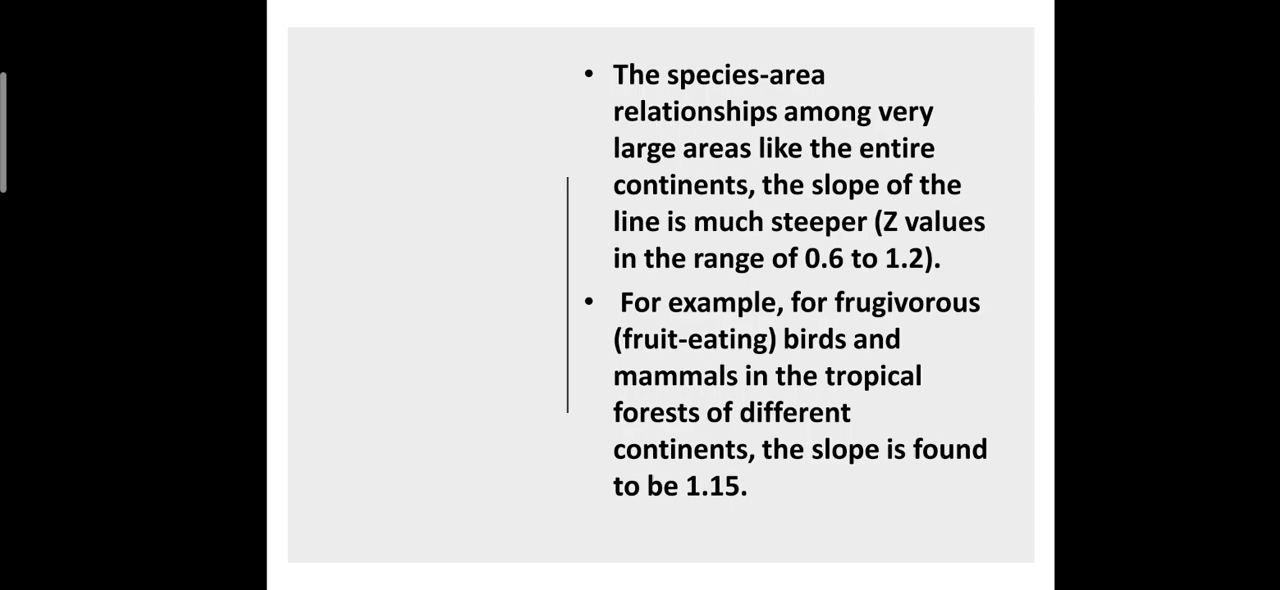 • The species-area
relationships among very
large areas like the entire
continents, the slope of the
line is much steeper (Z values
in the range of 0.6 to 1.2).
• For example, for frugivorous
(fruit-eating) birds and
mammals in the tropical
forests of different
continents, the slope is found
to be 1.15.